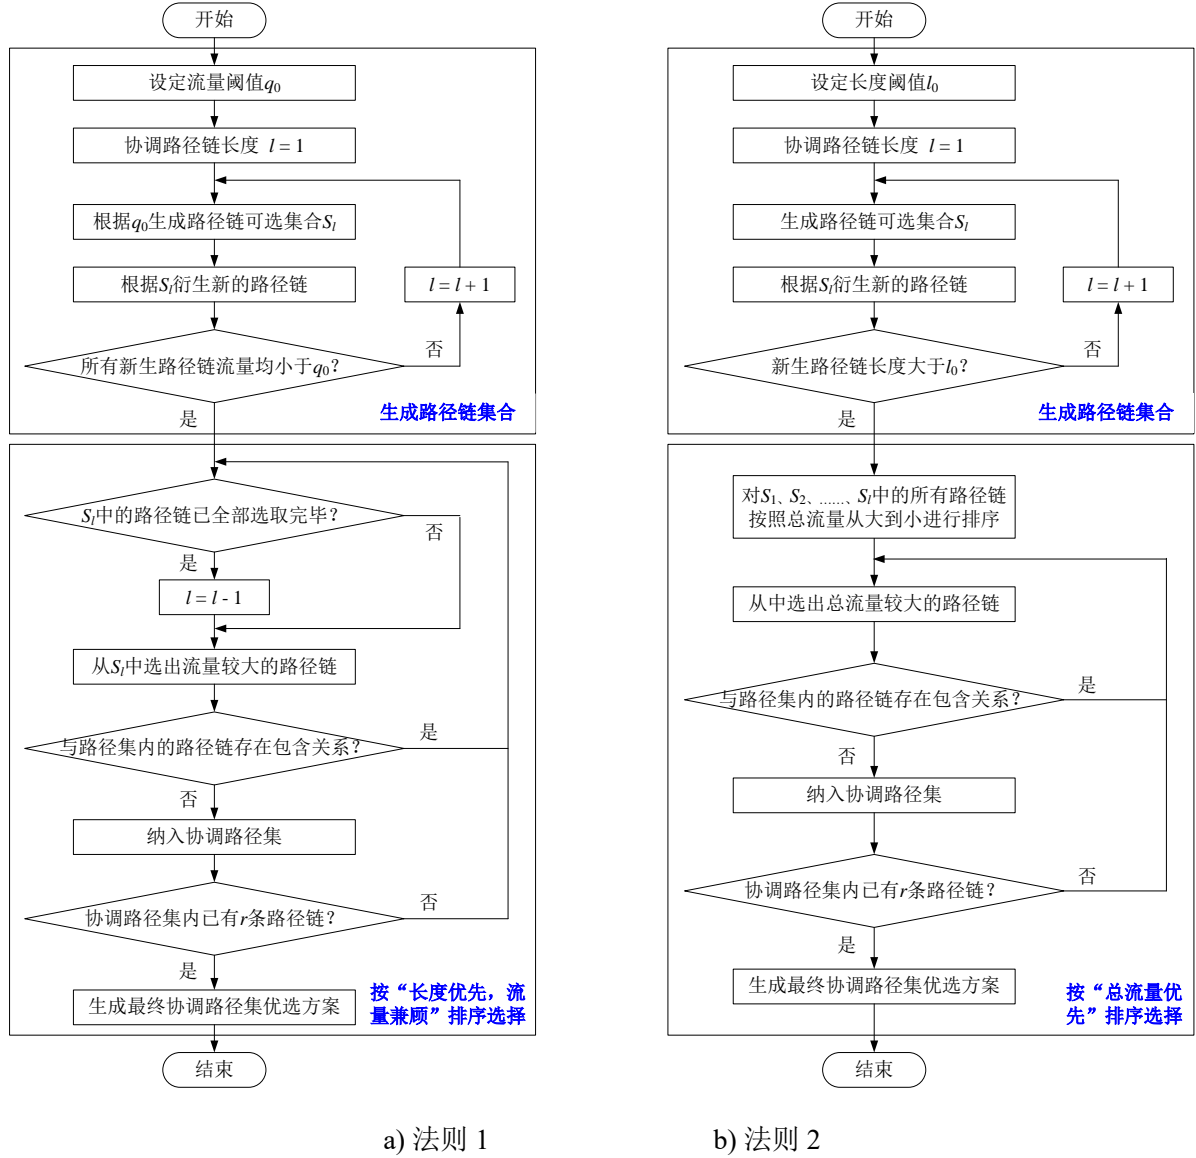 开始
设定流量阈值q0
协调路径链长度 l = 1
根据q0生成路径链可选集合Sl
根据Sl衍生新的路径链
l = l + 1
所有新生路径链流量均小于q0？
否
是
生成路径链集合
Sl中的路径链已全部选取完毕？
否
是
l = l - 1
从Sl中选出流量较大的路径链
与路径集内的路径链存在包含关系？
是
否
纳入协调路径集
协调路径集内已有r条路径链？
否
是
生成最终协调路径集优选方案
按“长度优先，流
量兼顾”排序选择
结束
a) 法则 1
开始
设定长度阈值l0
协调路径链长度 l = 1
生成路径链可选集合Sl
根据Sl衍生新的路径链
l = l + 1
新生路径链长度大于l0？
否
是
生成路径链集合
对S1、S2、......、Sl中的所有路径链
按照总流量从大到小进行排序
从中选出总流量较大的路径链
与路径集内的路径链存在包含关系？
是
否
纳入协调路径集
协调路径集内已有r条路径链？
否
是
生成最终协调路径集优选方案
按“总流量优
先”排序选择
结束
b) 法则 2